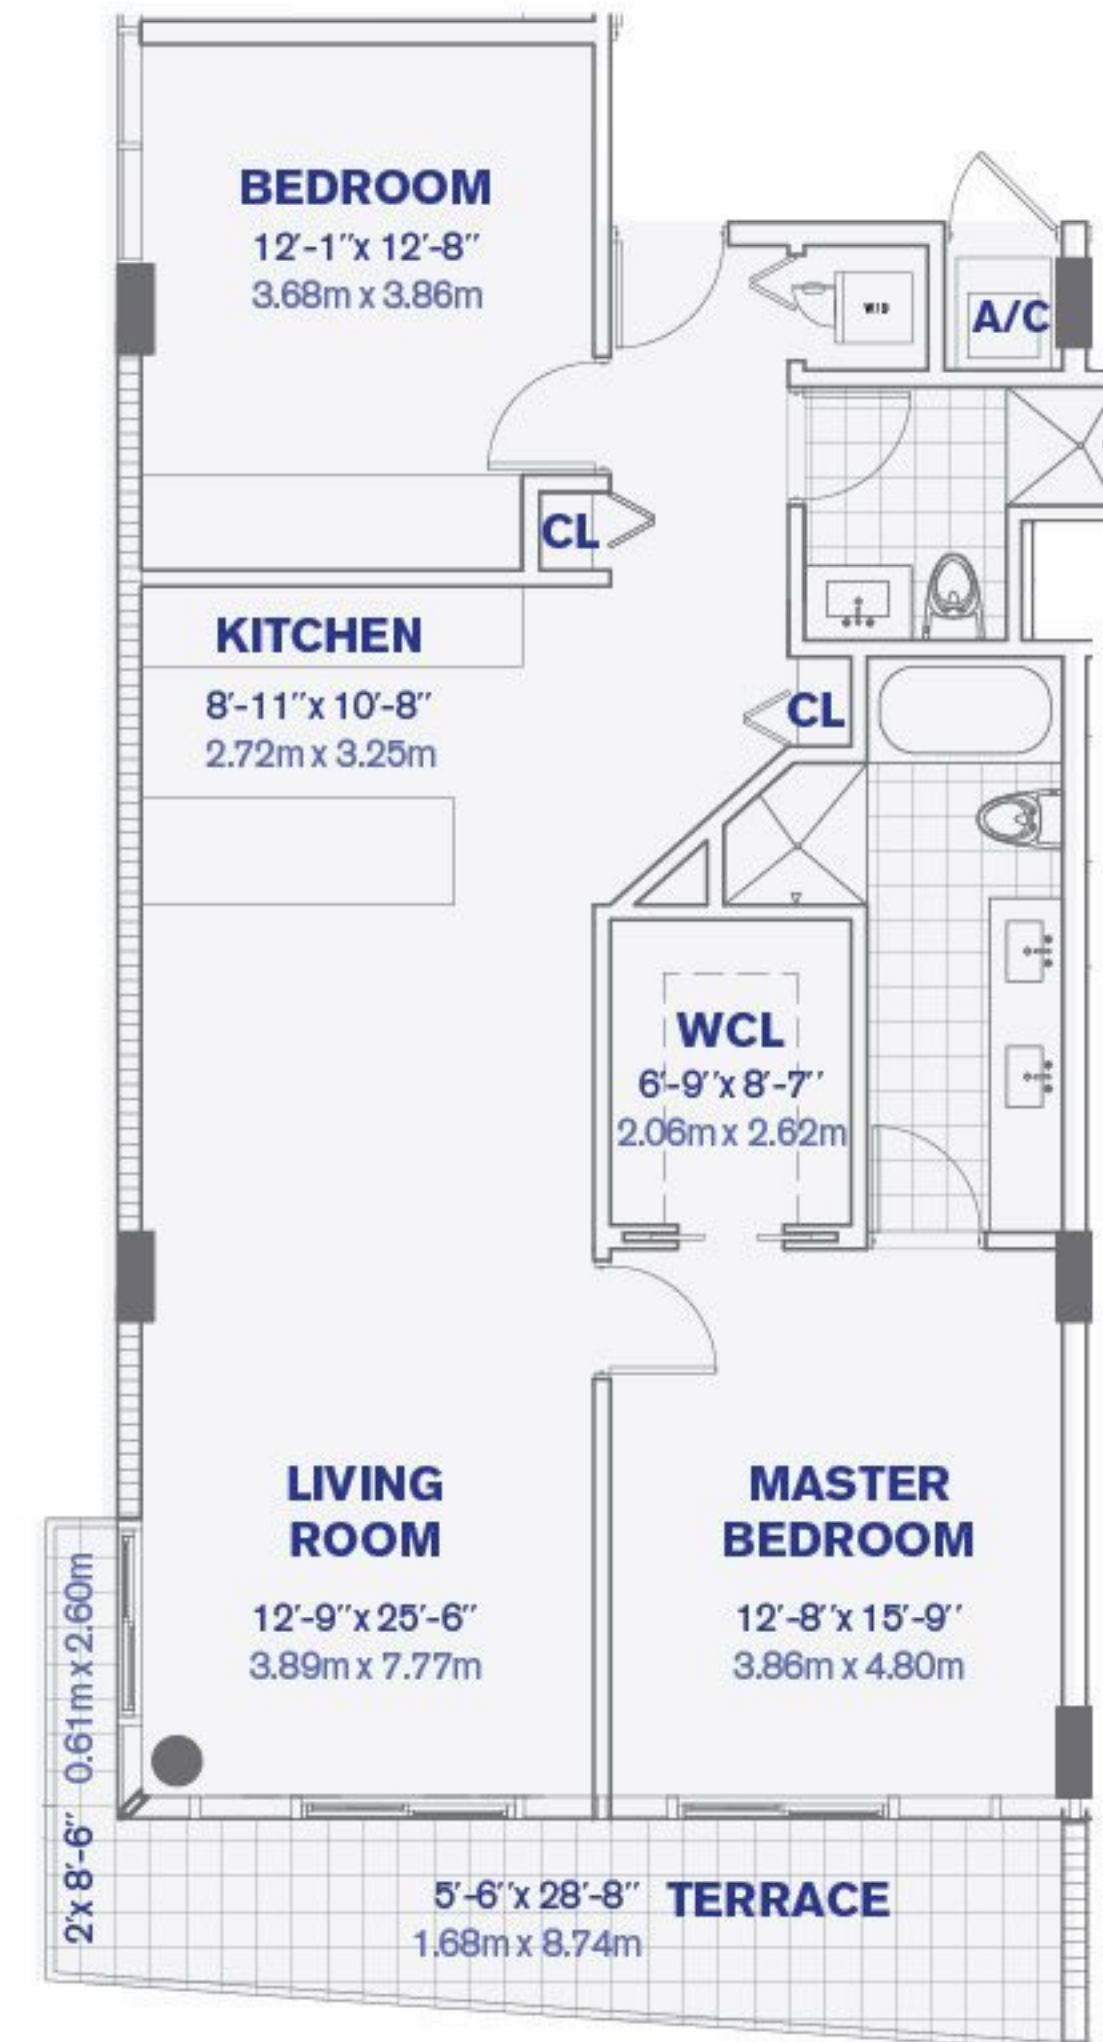 BEDROOM
12'-1"x 12'-8"
3.68m x 3.86m
W/D
A/C
CL
KITCHEN
8'-11"x 10'-8"
2.72m x 3.25m
CL
WCL
6'-9"x 8'-7"
2.06m x 2.62m
LIVING
ROOM
12'-9"x 25'-6"
3.89m x 7.77m
MASTER
BEDROOM
12'-8"x 15'-9"
3.86m x 4.80m
2'x 8'-6" 0.61m x 2.60m
5'-6"x 28'-8" TERRACE
1.68m x 8.74m